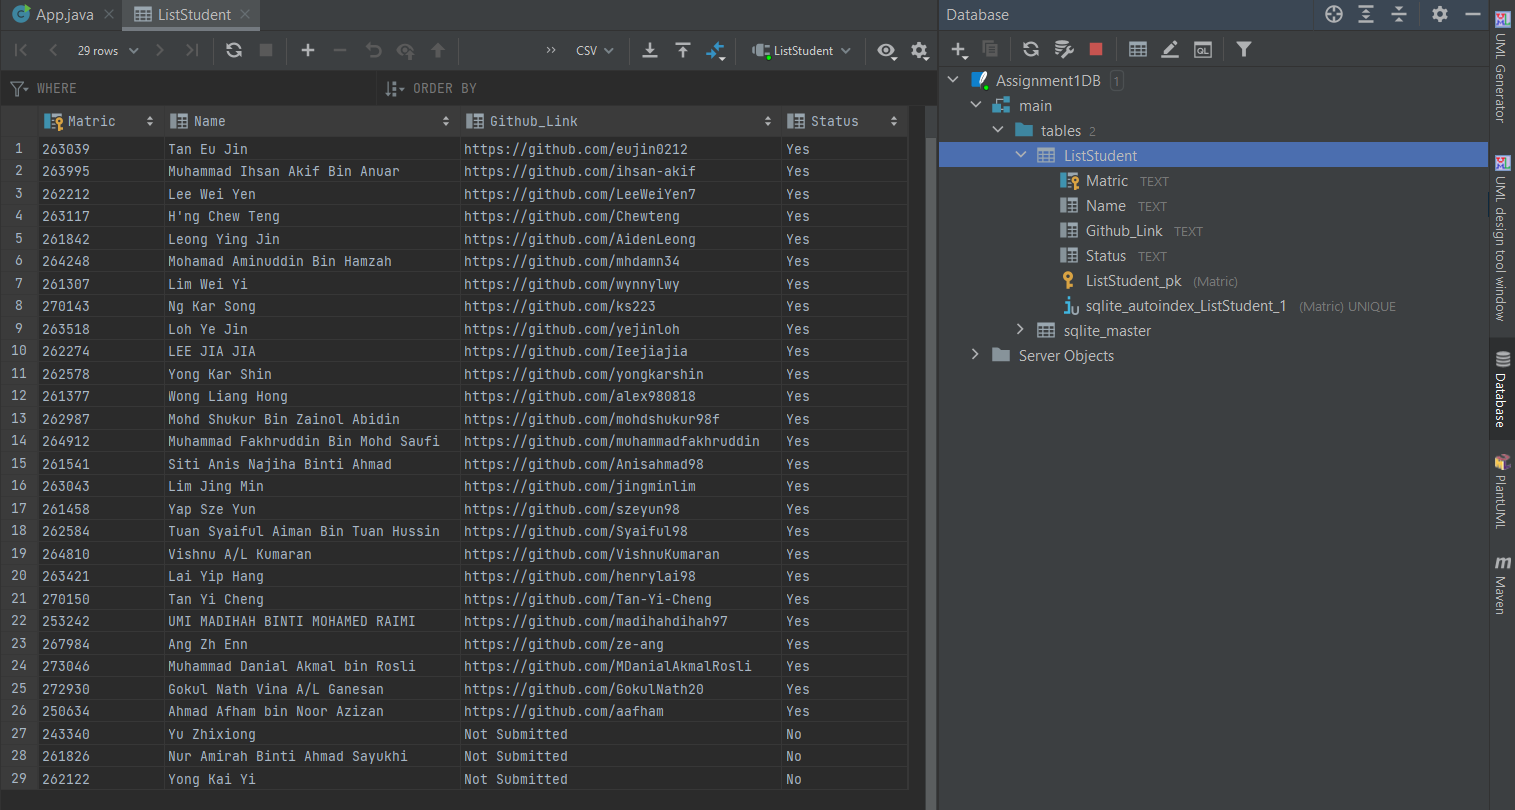 App.java
ListStudent
29 rows
CSV
ListStudent
WHERE
ORDER BY
Matric Name Github_Link Status
1 263039 Tan Eu Jin https://github.com/eujin0212 Yes
2 263995 Muhammad Ihsan Akif Bin Anuar https://github.com/ihsan-akif Yes
3 262212 Lee Wei Yen https://github.com/LeeWeiYen7 Yes
4 263117 H'ng Chew Teng https://github.com/Chewteng Yes
5 261842 Leong Ying Jin https://github.com/AidenLeong Yes
6 264248 Mohamad Aminuddin Bin Hamzah https://github.com/mhdamn34 Yes
7 261307 Lim Wei Yi https://github.com/wynnylwy Yes
8 270143 Ng Kar Song https://github.com/ks223 Yes
9 263518 Loh Ye Jin https://github.com/yejinloh Yes
10 262274 LEE JIA JIA https://github.com/Ieejiajia Yes
11 262578 Yong Kar Shin https://github.com/yongkarshin Yes
12 261377 Wong Liang Hong https://github.com/alex980818 Yes
13 262987 Mohd Shukur Bin Zainol Abidin https://github.com/mohdshukur98f Yes
14 264912 Muhammad Fakhruddin Bin Mohd Saufi https://github.com/muhammadfakhruddin Yes
15 261541 Siti Anis Najiha Binti Ahmad https://github.com/Anisahmad98 Yes
16 263043 Lim Jing Min https://github.com/jingminlim Yes
17 261458 Yap Sze Yun https://github.com/szeyun98 Yes
18 262584 Tuan Syaiful Aiman Bin Tuan Hussin https://github.com/Syaiful98 Yes
19 264810 Vishnu A/L Kumaran https://github.com/VishnuKumaran Yes
20 263421 Lai Yip Hang https://github.com/henrylai98 Yes
21 270150 Tan Yi Cheng https://github.com/Tan-Yi-Cheng Yes
22 253242 UMI MADIHAH BINTI MOHAMED RAIMI https://github.com/madihahdihah97 Yes
23 267984 Ang Zh Enn https://github.com/ze-ang Yes
24 273046 Muhammad Danial Akmal bin Rosli https://github.com/MDanialAkmalRosli Yes
25 272930 Gokul Nath Vina A/L Ganesan https://github.com/GokulNath20 Yes
26 250634 Ahmad Afham bin Noor Azizan https://github.com/aafham Yes
27 243340 Yu Zhixiong Not Submitted No
28 261826 Nur Amirah Binti Ahmad Sayukhi Not Submitted No
29 262122 Yong Kai Yi Not Submitted No
Database
QL
Assignment1DB 1
main
tables 2
ListStudent
Matric TEXT
Name TEXT
Github_Link TEXT
Status TEXT
ListStudent_pk (Matric)
sqlite_autoindex_ListStudent_1 (Matric) UNIQUE
sqlite_master
Server Objects
UML Generator
UML design tool window
Database
PlantUML
Maven